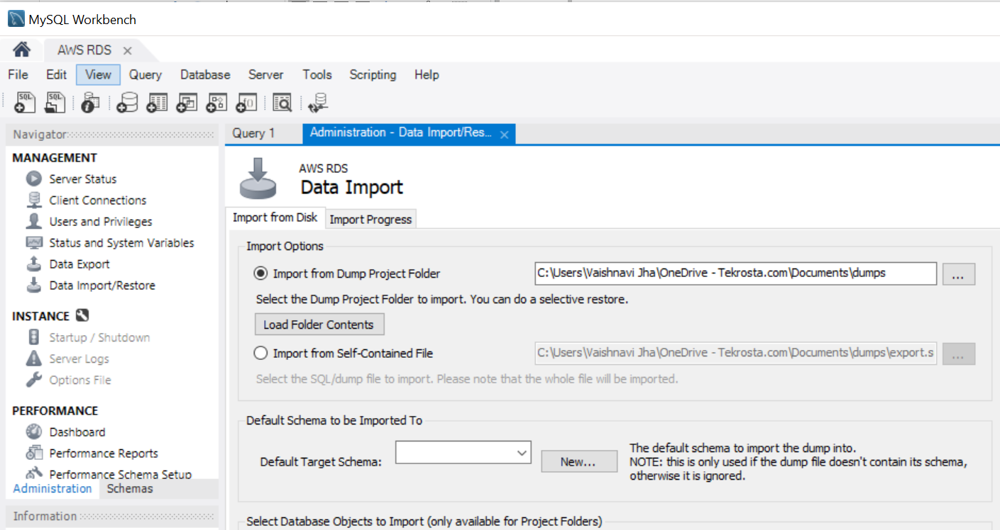 MySQL Workbench
AWS RDS
File Edit View Query Database Server Tools Scripting Help
Navigator
MANAGEMENT
Server Status
Client Connections
Users and Privileges
Status and System Variables
Data Export
Data Import/Restore
INSTANCE
Startup / Shutdown
Server Logs
Options File
PERFORMANCE
Dashboard
Performance Reports
Performance Schema Setup
Administration Schemas
Information
Query 1 Administration - Data Import/Res...
AWS RDS
Data Import
Import from Disk Import Progress
Import Options
Import from Dump Project Folder C:\Users\Vaishnavi Jha\OneDrive - Tekrosta.com\Documents\dumps ...
Select the Dump Project Folder to import. You can do a selective restore.
Load Folder Contents
Import from Self-Contained File C:\Users\Vaishnavi Jha\OneDrive - Tekrosta.com\Documents\dumps\export.s ...
Select the SQL/dump file to import. Please note that the whole file will be imported.
Default Schema to be Imported To
Default Target Schema: New...
The default schema to import the dump into.
NOTE: this is only used if the dump file doesn't contain its schema,
otherwise it is ignored.
Select Database Objects to Import (only available for Project Folders)